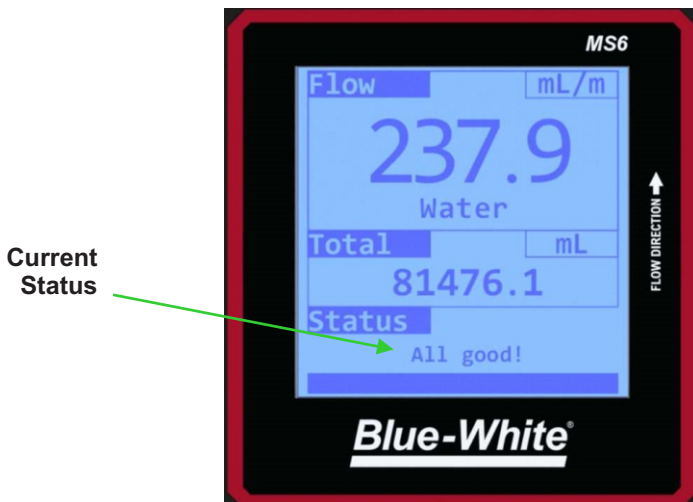 MS6
Flow mL/m
237.9
Water
Total mL
81476.1
Status
All good!
Current
Status
FLOW DIRECTION
Blue-White®